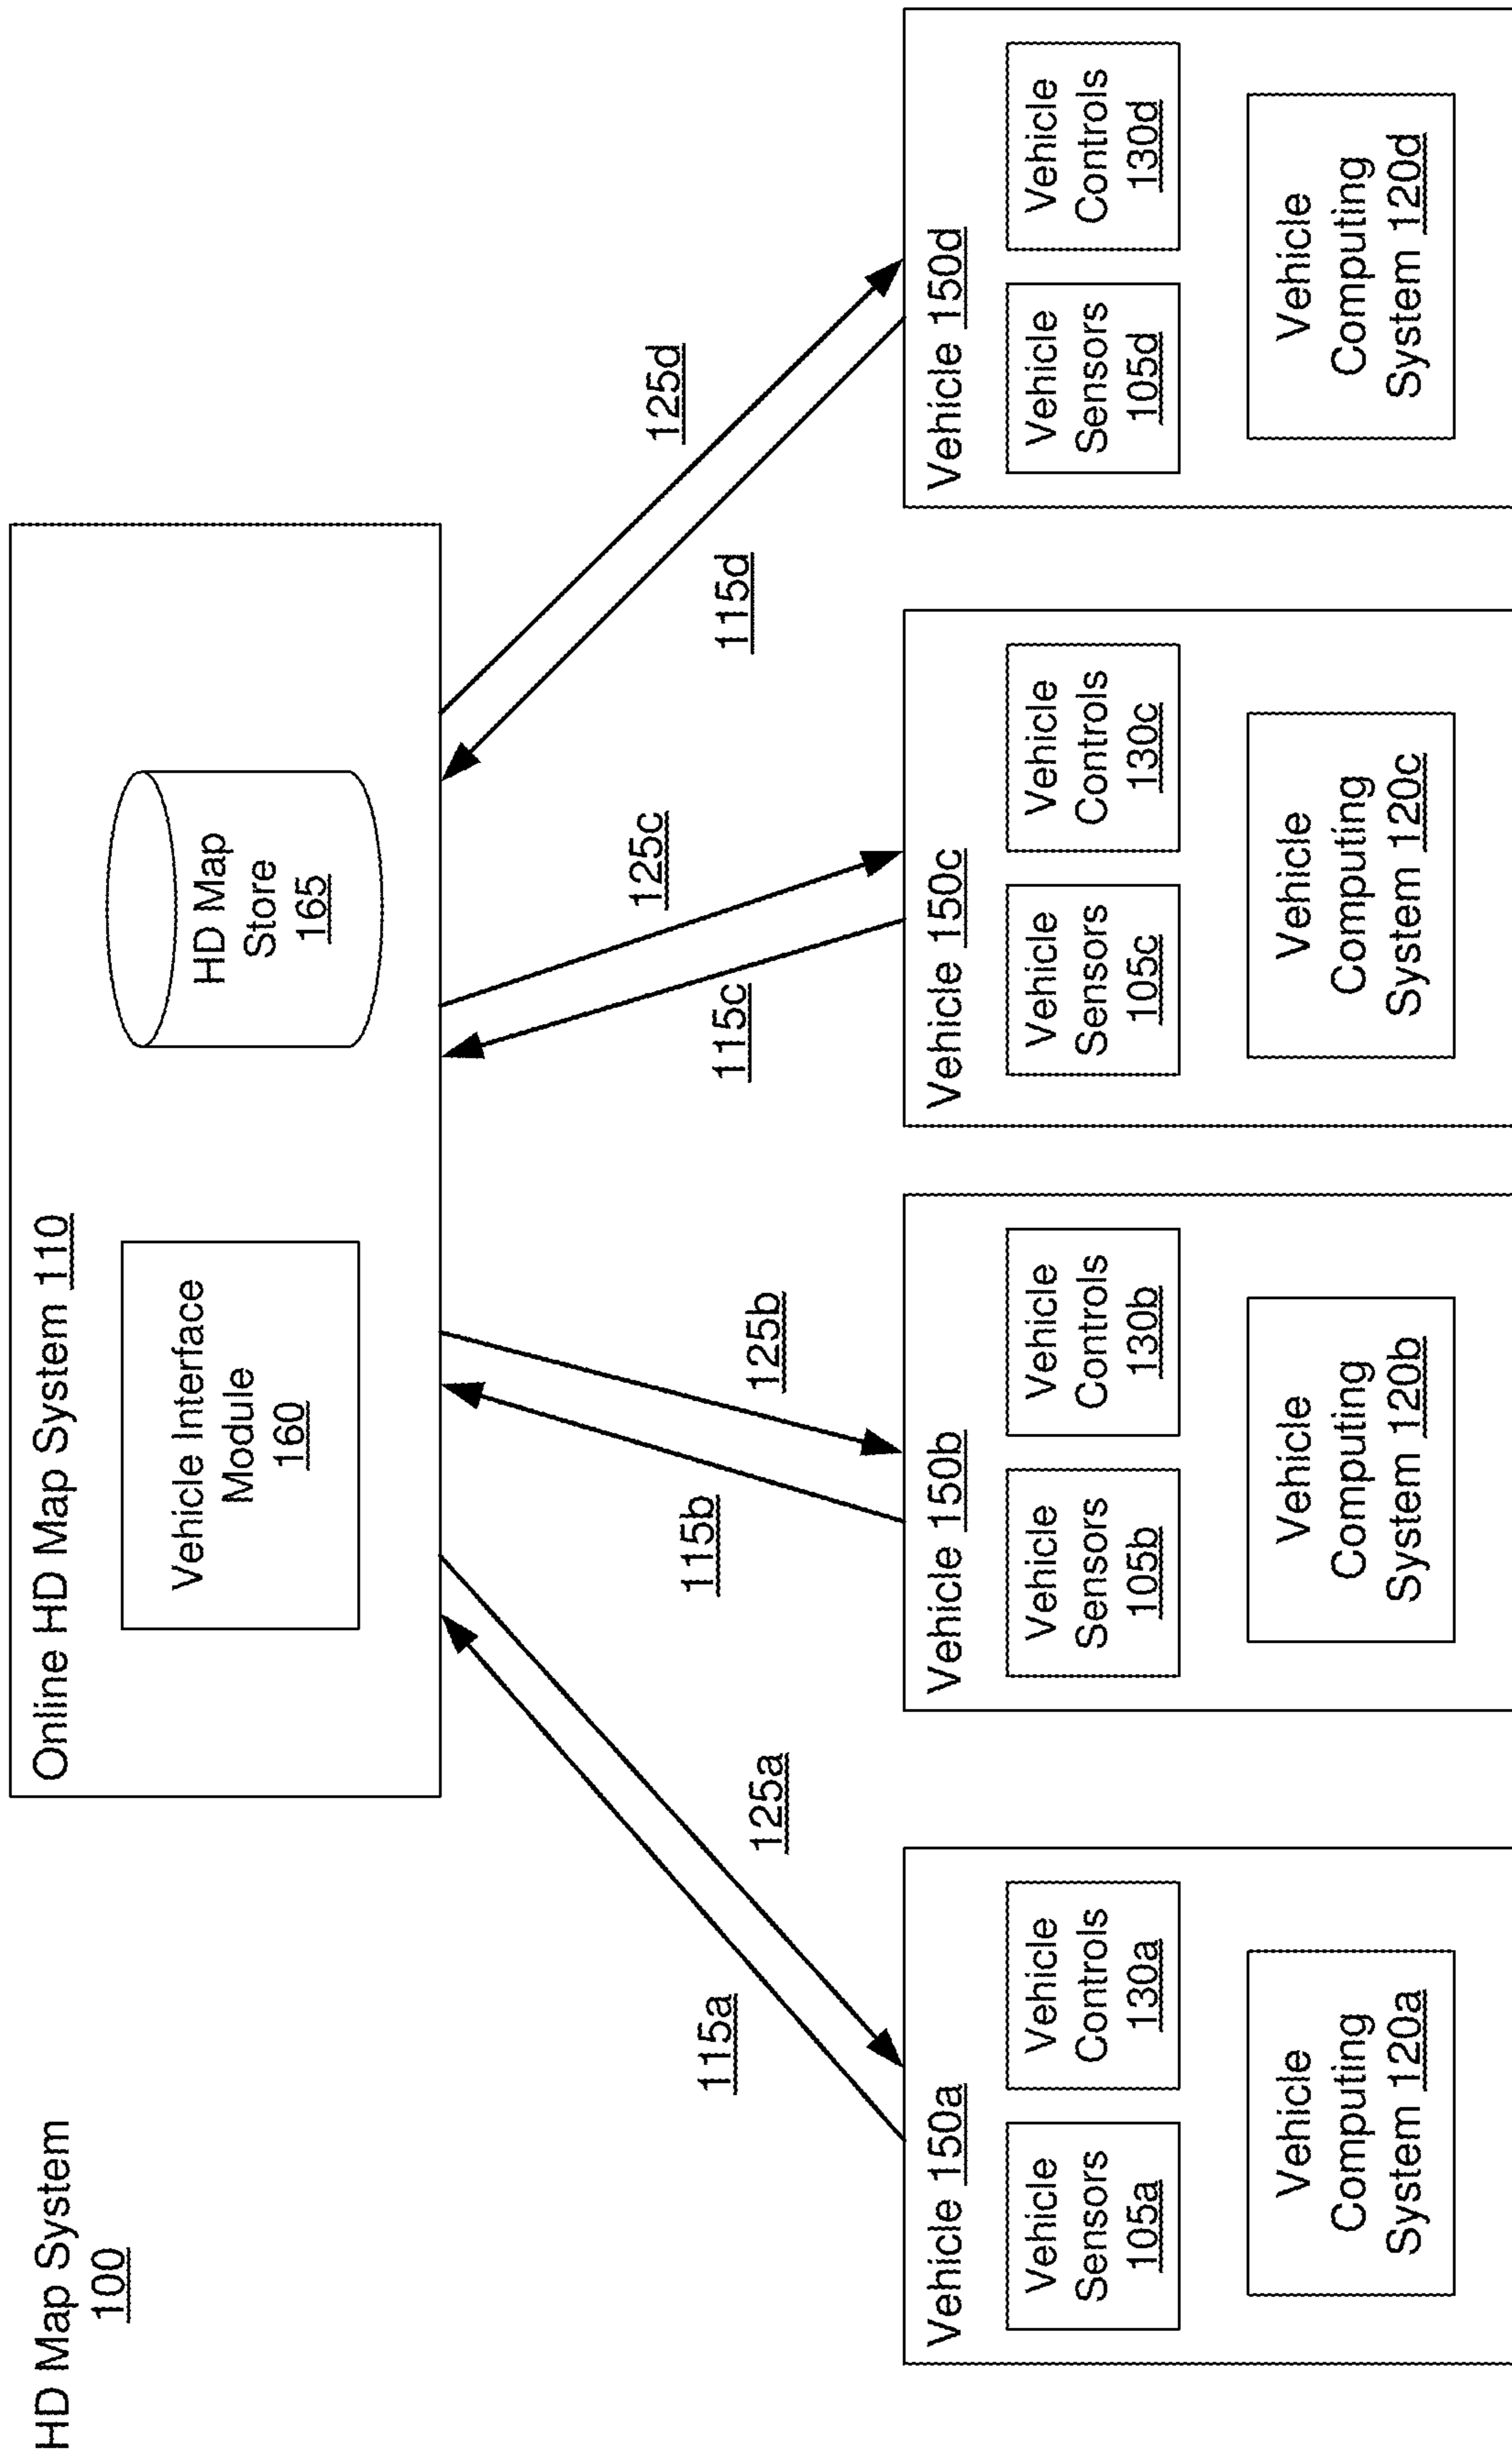 HD Map System
100
Online HD Map System 110
Vehicle Interface
Module
160
HD Map
Store
165
115a
125a
115b
125b
115c
125c
115d
125d
Vehicle 150a
Vehicle
Sensors
105a
Vehicle
Controls
130a
Vehicle
Computing
System 120a
Vehicle 150b
Vehicle
Sensors
105b
Vehicle
Controls
130b
Vehicle
Computing
System 120b
Vehicle 150c
Vehicle
Sensors
105c
Vehicle
Controls
130c
Vehicle
Computing
System 120c
Vehicle 150d
Vehicle
Sensors
105d
Vehicle
Controls
130d
Vehicle
Computing
System 120d